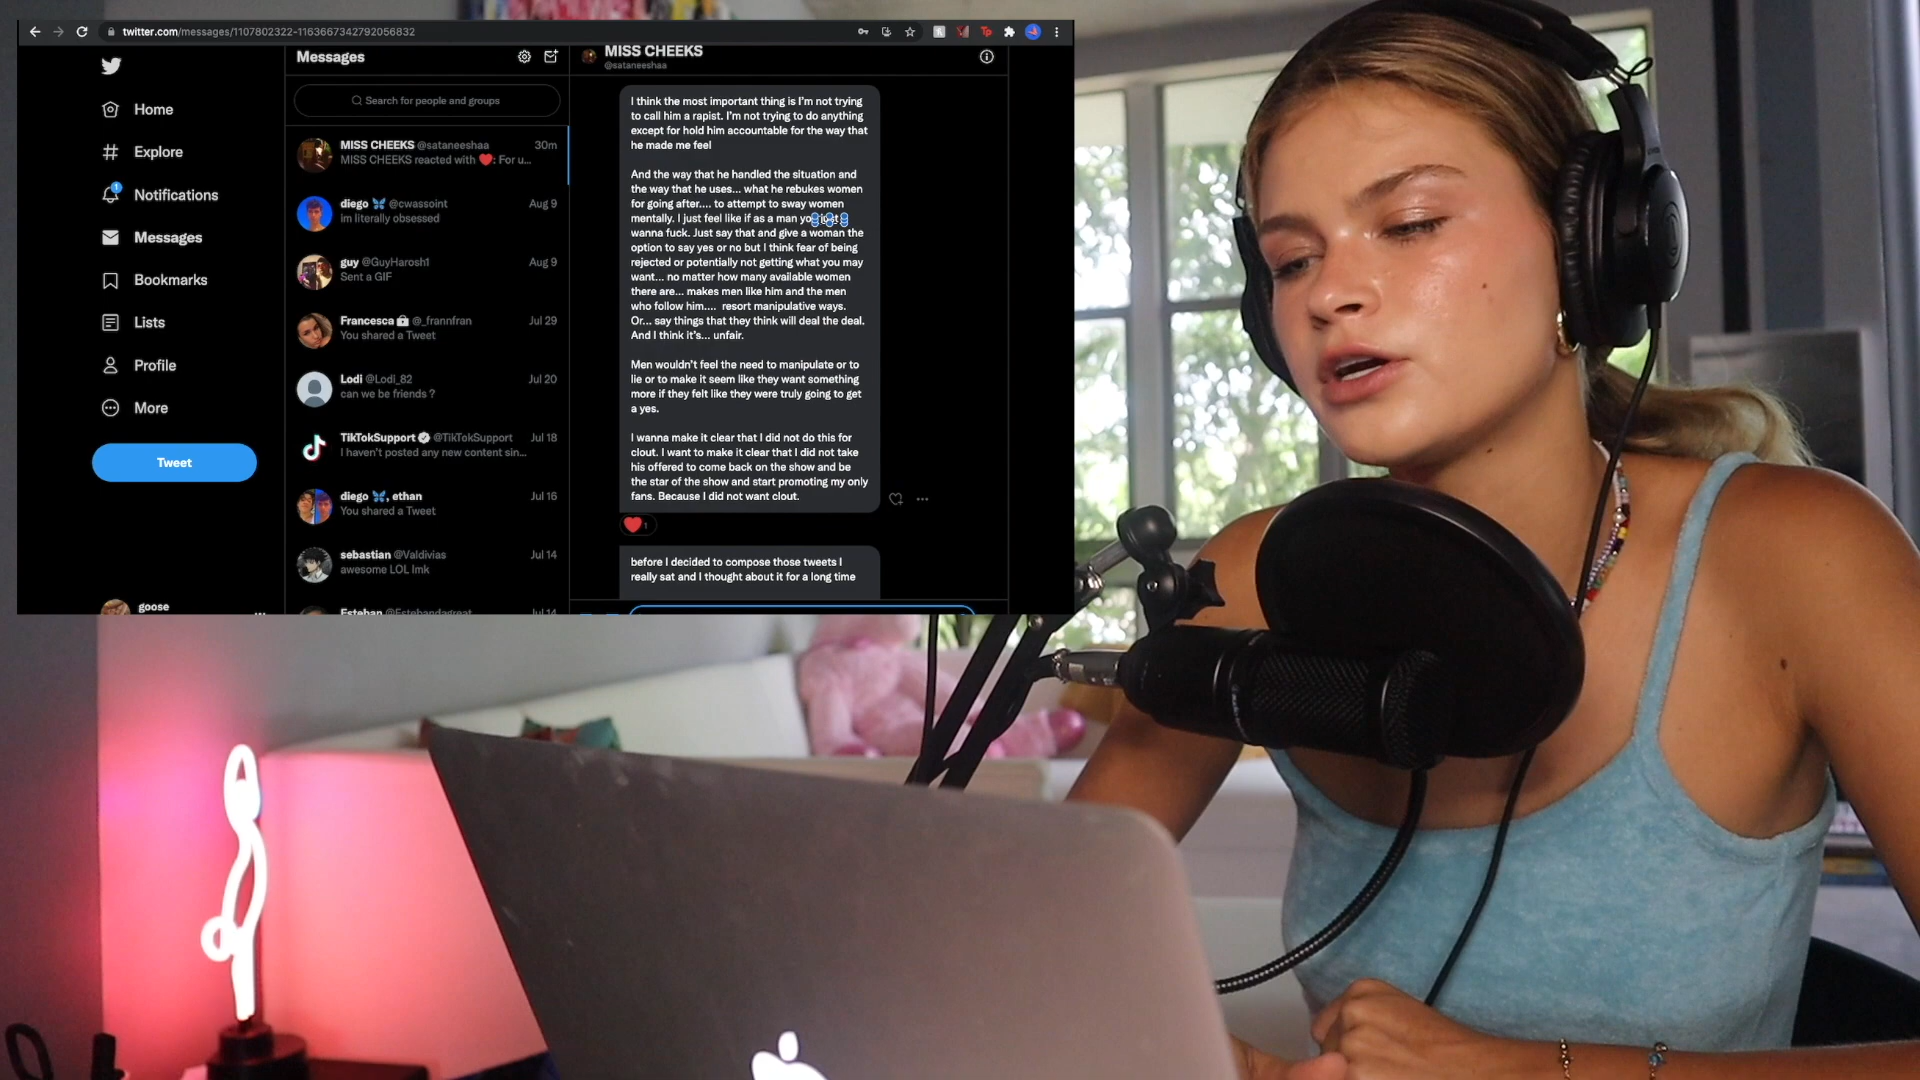 twitter.com/messages/1107802322-1163667342792056832
Home
Explore
1
Notifications
Messages
Bookmarks
Lists
Profile
More
Tweet
goose
Messages
Search for people and groups
MISS CHEEKS @sataneeshaa 30m
MISS CHEEKS reacted with ❤️: For u...
diego 🦋 @cwassoint Aug 9
im literally obsessed
guy @GuyHarosh1 Aug 9
Sent a GIF
Francesca @_frannfran Jul 29
You shared a Tweet
Lodi @Lodi_82 Jul 20
can we be friends ?
TikTokSupport @TikTokSupport Jul 18
I haven't posted any new content sin...
diego 🦋, ethan Jul 16
You shared a Tweet
sebastian @Valdivias Jul 14
awesome LOL lmk
Esteban @Estebandagreat Jul 14
MISS CHEEKS
@sataneeshaa
I think the most important thing is I'm not trying
to call him a rapist. I'm not trying to do anything
except for hold him accountable for the way that
he made me feel
And the way that he handled the situation and
the way that he uses... what he rebukes women
for going after.... to attempt to sway women
mentally. I just feel like if as a man you just
wanna fuck. Just say that and give a woman the
option to say yes or no but I think fear of being
rejected or potentially not getting what you may
want... no matter how many available women
there are... makes men like him and the men
who follow him.... resort manipulative ways.
Or... say things that they think will deal the deal.
And I think it's... unfair.
Men wouldn't feel the need to manipulate or to
lie or to make it seem like they want something
more if they felt like they were truly going to get
a yes.
I wanna make it clear that I did not do this for
clout. I want to make it clear that I did not take
his offered to come back on the show and be
the star of the show and start promoting my only
fans. Because I did not want clout.
❤️ 1
before I decided to compose those tweets I
really sat and I thought about it for a long time